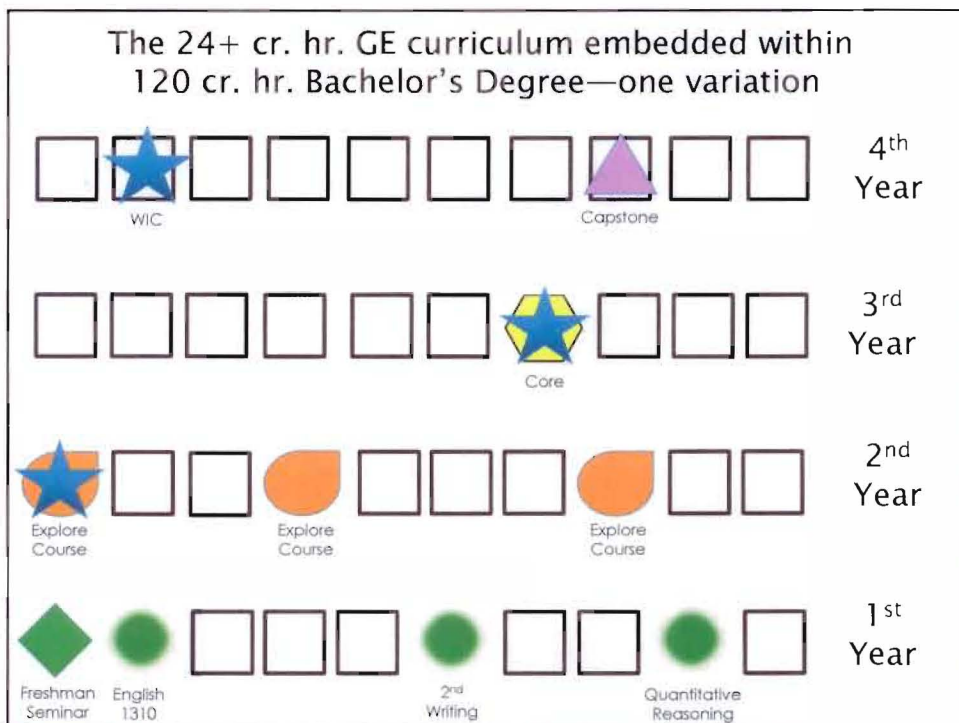 The 24+ cr. hr. GE curriculum embedded within
120 cr. hr. Bachelor's Degree—one variation
4th
Year
WIC
Capstone
3rd
Year
Core
2nd
Year
Explore
Course
Explore
Course
Explore
Course
1st
Year
Freshman
Seminar
English
1310
2nd
Writing
Quantitative
Reasoning